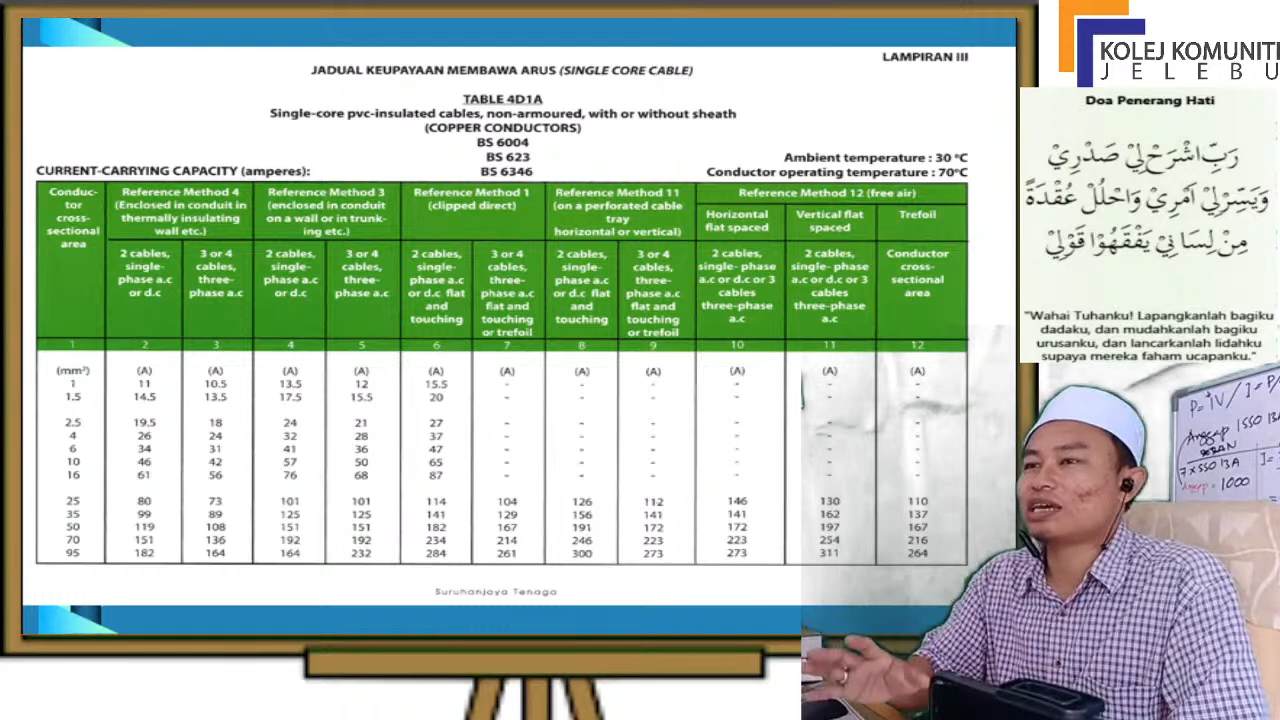 LAMPIRAN III
JADUAL KEUPAYAAN MEMBAWA ARUS (SINGLE CORE CABLE)
TABLE 4D1A
Single-core pvc-insulated cables, non-armoured, with or without sheath
(COPPER CONDUCTORS)
BS 6004
BS 623
BS 6346
Ambient temperature : 30 °C
Conductor operating temperature : 70°C
CURRENT-CARRYING CAPACITY (amperes):
Conduc-
tor
cross-
sectional
area
Reference Method 4
(Enclosed in conduit in
thermally insulating
wall etc.)
Reference Method 3
(enclosed in conduit
on a wall or in trunk-
ing etc.)
Reference Method 1
(clipped direct)
Reference Method 11
(on a perforated cable
tray
horizontal or vertical)
Reference Method 12 (free air)
Horizontal
flat spaced
Vertical flat
spaced
Trefoil
2 cables,
single-
phase a.c
or d.c
3 or 4
cables,
three-
phase a.c
2 cables,
single-
phase a.c
or d.c
3 or 4
cables,
three-
phase a.c
2 cables,
single-
phase a.c
or d.c flat
and
touching
3 or 4
cables,
three-
phase a.c
flat and
touching
or trefoil
2 cables,
single-
phase a.c
or d.c flat
and
touching
3 or 4
cables,
three-
phase a.c
flat and
touching
or trefoil
2 cables,
single- phase
a.c or d.c or 3
cables
three-phase
a.c
2 cables,
single- phase
a.c or d.c or 3
cables
three-phase
a.c
Conductor
cross-
sectional
area
1 2 3 4 5 6 7 8 9 10 11 12
(mm²) (A) (A) (A) (A) (A) (A) (A) (A) (A) (A) (A)
1 11 10.5 13.5 12 15.5 - - - - - -
1.5 14.5 13.5 17.5 15.5 20 - - - - - -
2.5 19.5 18 24 21 27 - - - - - -
4 26 24 32 28 37 - - - - - -
6 34 31 41 36 47 - - - - - -
10 46 42 57 50 65 - - - - - -
16 61 56 76 68 87 - - - - - -
25 80 73 101 101 114 104 126 112 146 130 110
35 99 89 125 125 141 129 156 141 141 162 137
50 119 108 151 151 182 167 191 172 172 197 167
70 151 136 192 192 234 214 246 223 223 254 216
95 182 164 164 232 284 261 300 273 273 311 264
Suruhanjaya Tenaga
KOLEJ KOMUNITI
JELEBU
Doa Penerang Hati
رَبِّ اشْرَحْ لِيْ صَدْرِيْ
وَيَسِّرْلِيْ اَمْرِيْ وَاحْلُلْ عُقْدَةً
مِنْ لِسَانِيْ يَفْقَهُوْا قَوْلِيْ
"Wahai Tuhanku! Lapangkanlah bagiku
dadaku, dan mudahkanlah bagiku
urusanku, dan lancarkanlah lidahku
supaya mereka faham ucapanku."
P=IV / I = P/
Anggap 1 SSO 13A
7 x SSO 13A
1000